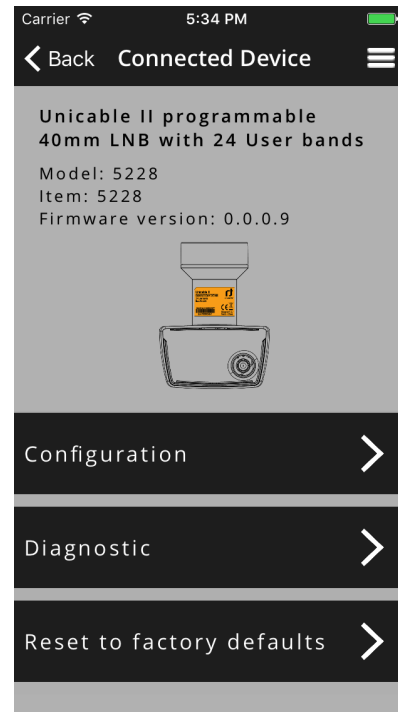 Carrier 5:34 PM
Back Connected Device
Unicable II programmable
40mm LNB with 24 User bands
Model: 5228
Item: 5228
Firmware version: 0.0.0.9
Configuration
Diagnostic
Reset to factory defaults